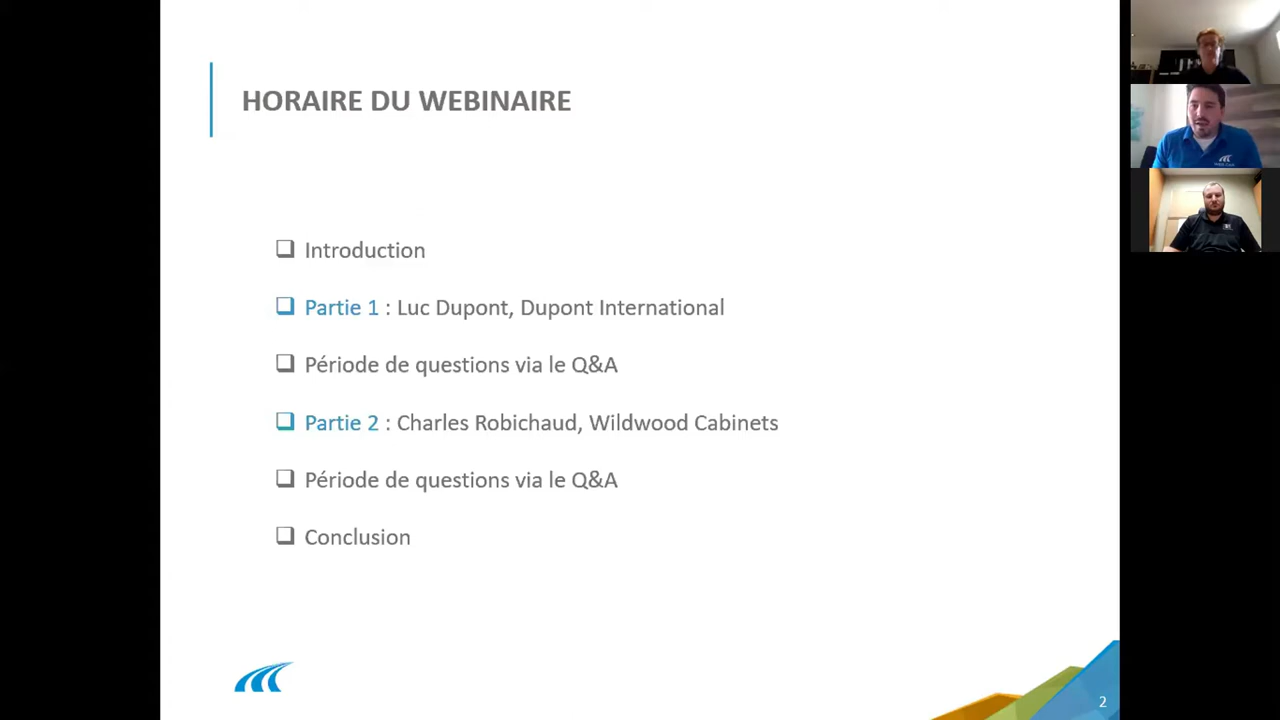 HORAIRE DU WEBINAIRE
Introduction
Partie 1 : Luc Dupont, Dupont International
Période de questions via le Q&A
Partie 2 : Charles Robichaud, Wildwood Cabinets
Période de questions via le Q&A
Conclusion
2